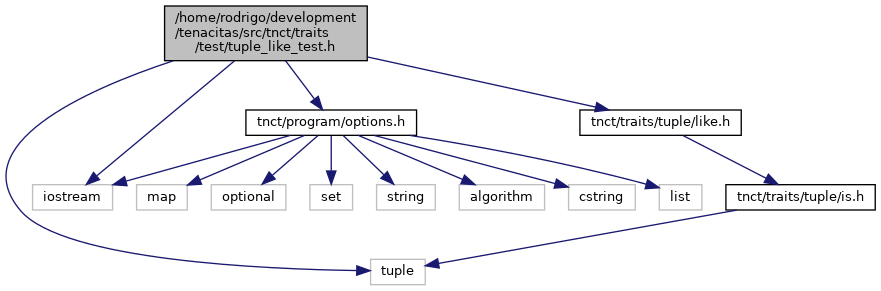 /home/rodrigo/development
/tenacitas/src/tnct/traits
/test/tuple_like_test.h
tnct/program/options.h
tnct/traits/tuple/like.h
iostream
map
optional
set
string
algorithm
cstring
list
tnct/traits/tuple/is.h
tuple